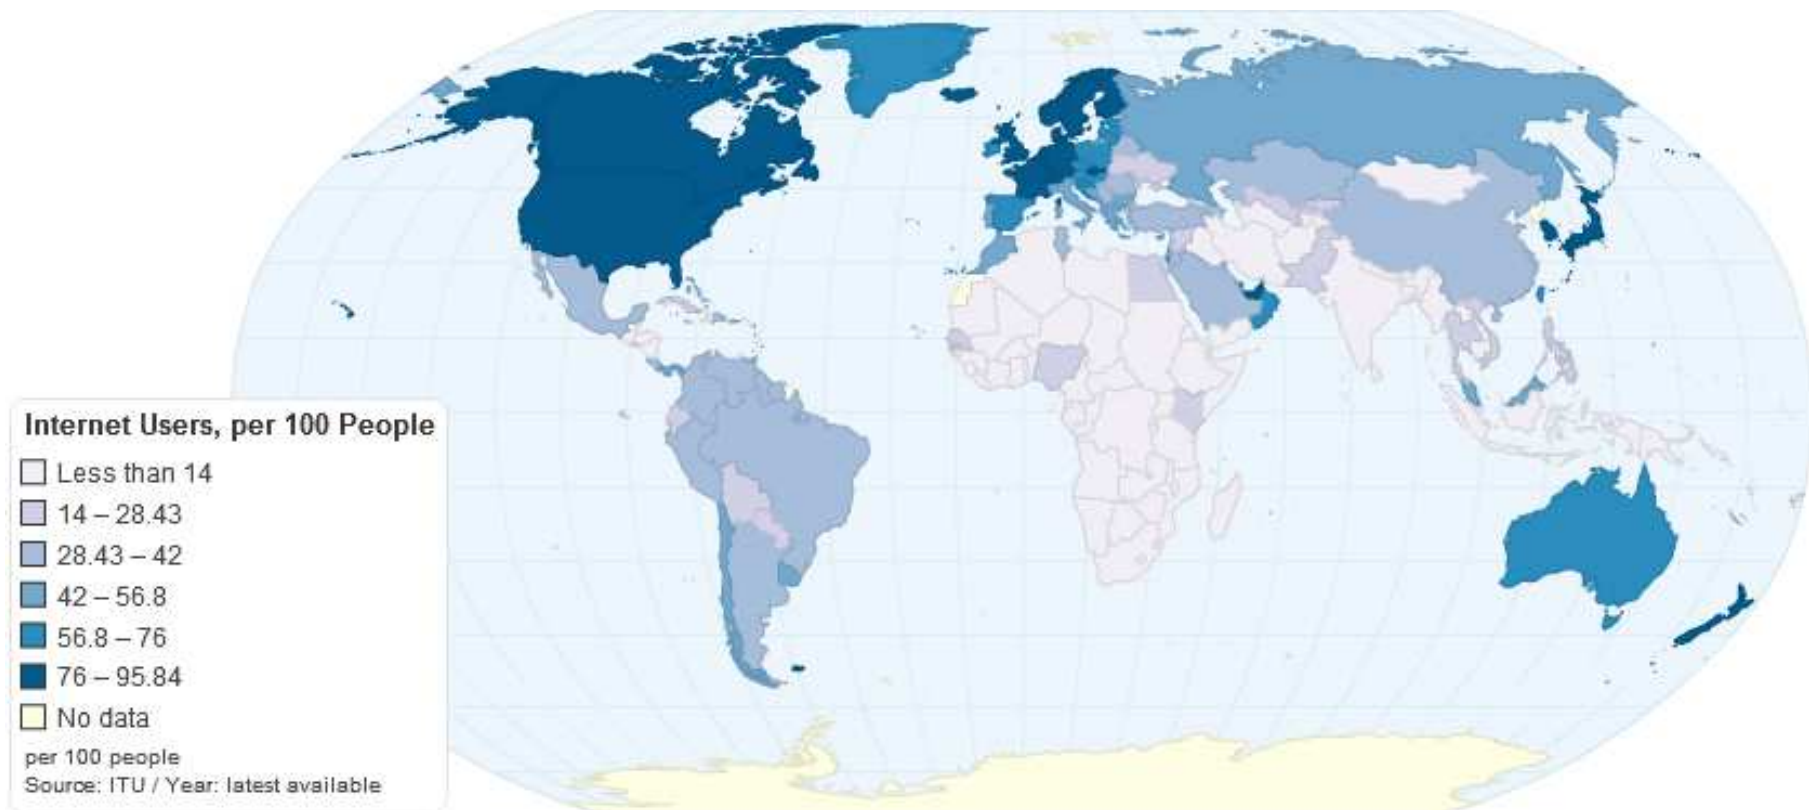 Internet Users, per 100 People
Less than 14
14 – 28.43
28.43 – 42
42 – 56.8
56.8 – 76
76 – 95.84
No data
per 100 people
Source: ITU / Year: latest available